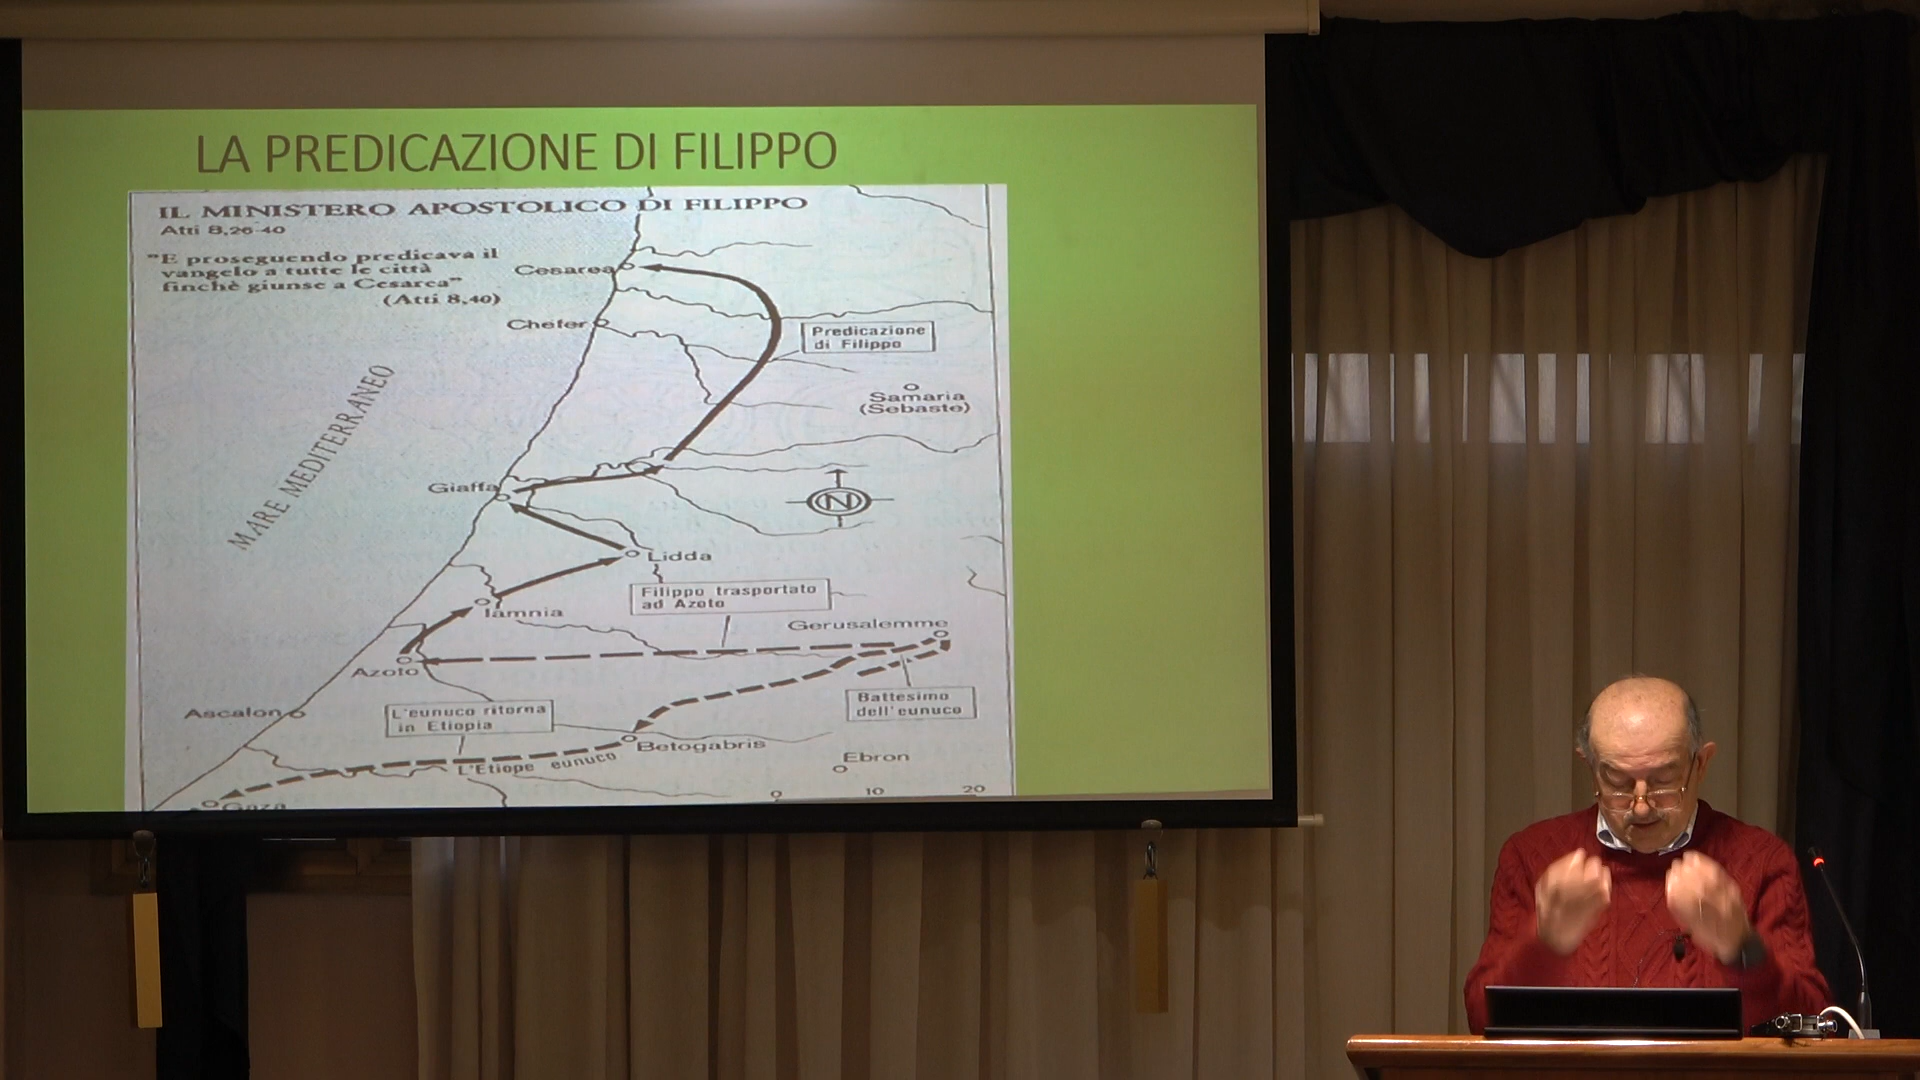 LA PREDICAZIONE DI FILIPPO
IL MINISTERO APOSTOLICO DI FILIPPO
Atti 8,26-40
"E proseguendo predicava il
vangelo a tutte le città
finchè giunse a Cesarea"
(Atti 8,40)
Cesarea
Chefer
Predicazione
di Filippo
Samaria
(Sebaste)
MARE MEDITERRANEO
Giaffa
N
Lidda
Filippo trasportato
ad Azoto
Iamnia
Gerusalemme
Azoto
Battesimo
dell'eunuco
Ascalon
L'eunuco ritorna
in Etiopia
Betogabris
L'Etiope eunuco
Ebron
Gaza
0 10 20